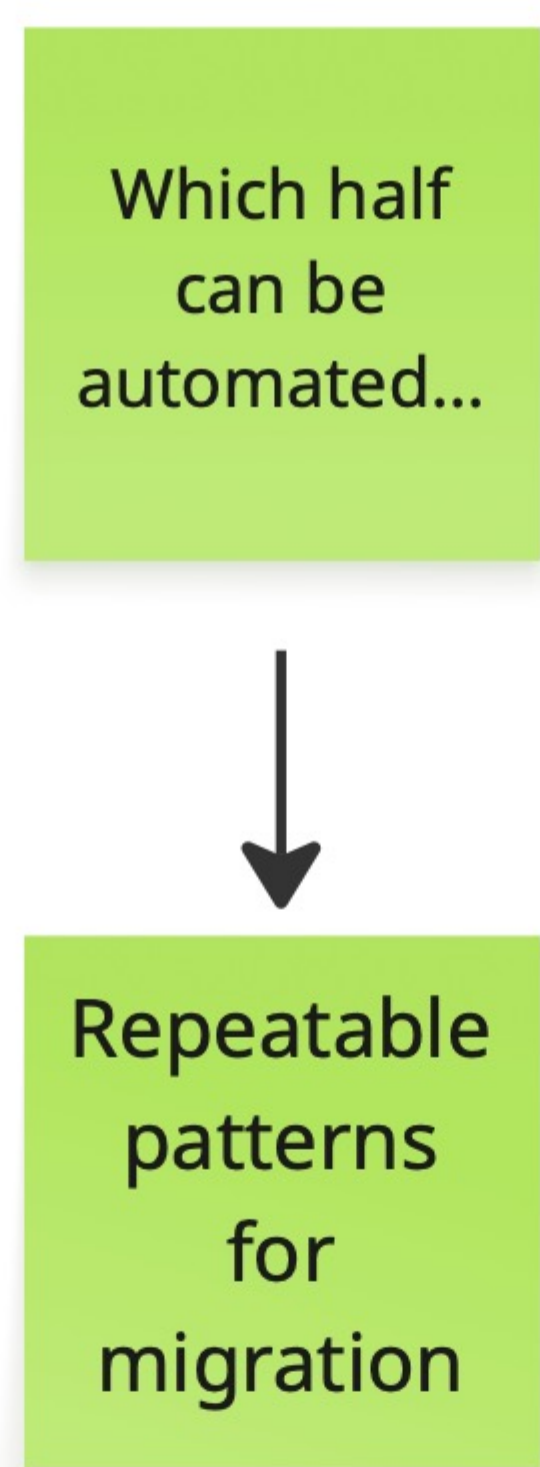 Which half
can be
automated...
Repeatable
patterns
for
migration